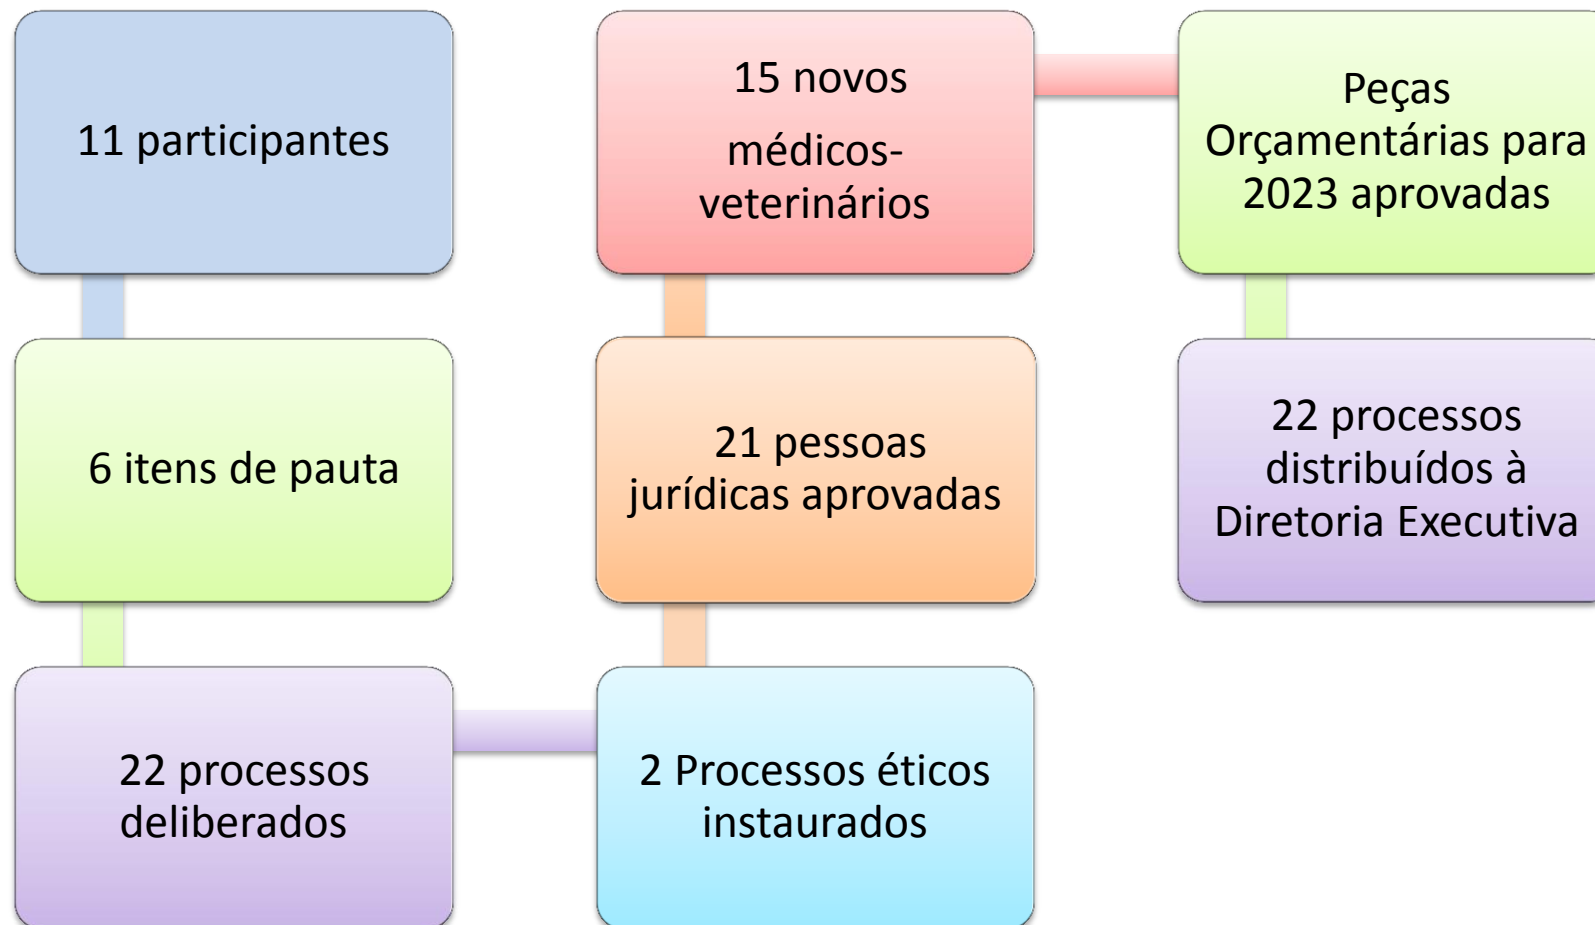 11 participantes
6 itens de pauta
22 processos
deliberados
2 Processos éticos
instaurados
21 pessoas
jurídicas aprovadas
15 novos
médicos-
veterinários
Peças
Orçamentárias para
2023 aprovadas
22 processos
distribuídos à
Diretoria Executiva